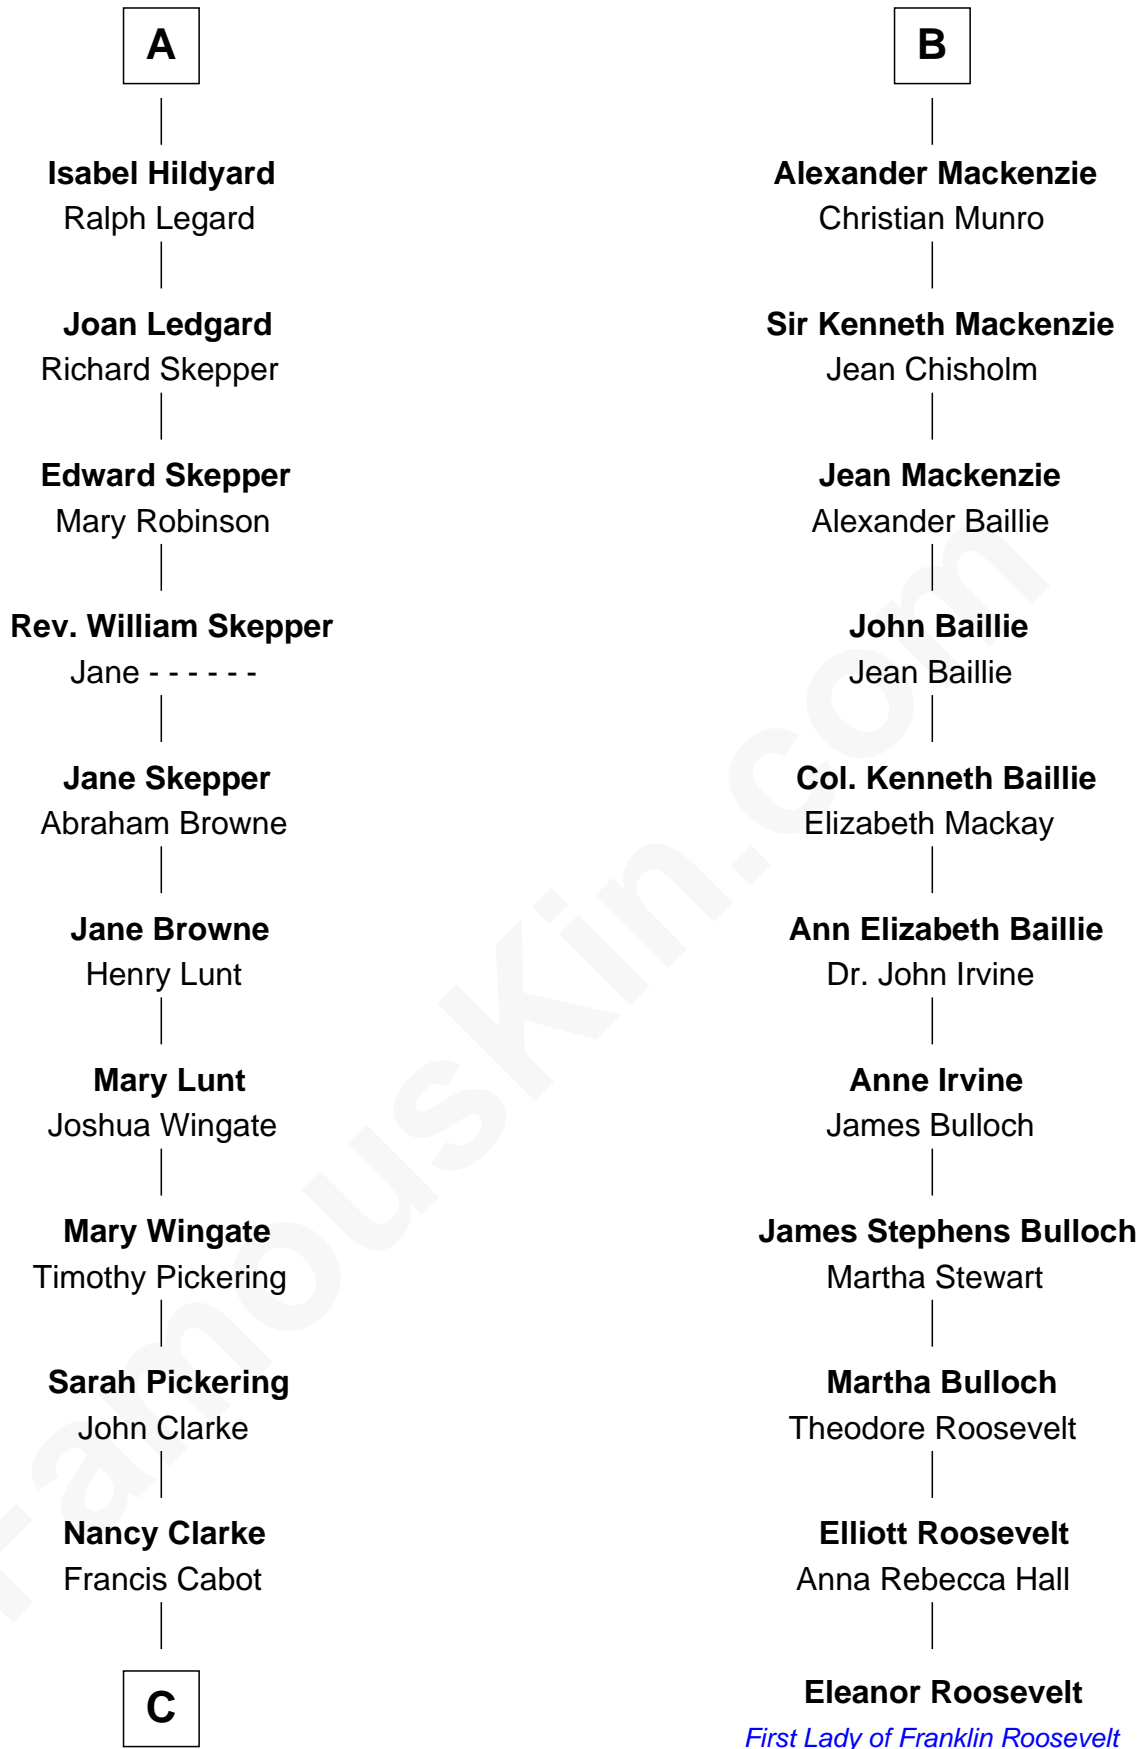 A
Isabel Hildyard
Ralph Legard
Joan Ledgard
Richard Skepper
Edward Skepper
Mary Robinson
Rev. William Skepper
Jane - - - - - -
Jane Skepper
Abraham Browne
Jane Browne
Henry Lunt
Mary Lunt
Joshua Wingate
Mary Wingate
Timothy Pickering
Sarah Pickering
John Clarke
Nancy Clarke
Francis Cabot
C
B
Alexander Mackenzie
Christian Munro
Sir Kenneth Mackenzie
Jean Chisholm
Jean Mackenzie
Alexander Baillie
John Baillie
Jean Baillie
Col. Kenneth Baillie
Elizabeth Mackay
Ann Elizabeth Baillie
Dr. John Irvine
Anne Irvine
James Bulloch
James Stephens Bulloch
Martha Stewart
Martha Bulloch
Theodore Roosevelt
Elliott Roosevelt
Anna Rebecca Hall
Eleanor Roosevelt
First Lady of Franklin Roosevelt
FamousKin.com